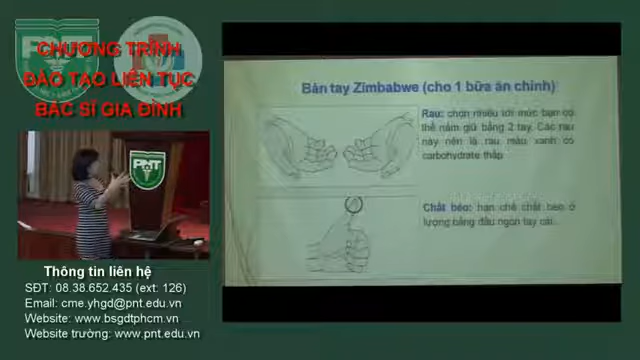 PNT
CHƯƠNG TRÌNH
ĐÀO TẠO LIÊN TỤC
BÁC SĨ GIA ĐÌNH
PNT
Thông tin liên hệ
SĐT: 08.38.652.435 (ext: 126)
Email: cme.yhgd@pnt.edu.vn
Website: www.bsgdtphcm.vn
Website trường: www.pnt.edu.vn
Bàn tay Zimbabwe (cho 1 bữa ăn chính)
Rau: chọn nhiều tới mức bạn có
thể nắm giữ bằng 2 tay. Các rau
này nên là rau màu xanh có
carbohydrate thấp
Chất béo: hạn chế chất béo ở
lượng bằng đầu ngón tay cái.